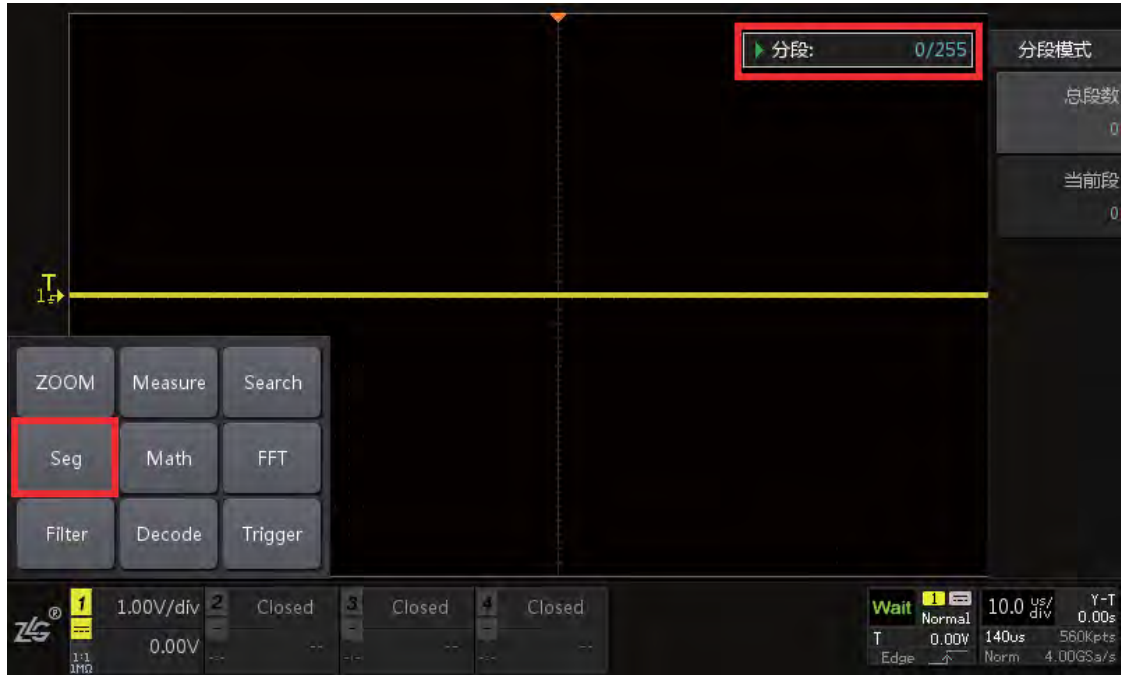 分段: 0/255
分段模式
总段数
0
当前段
0
T
1
ZOOM Measure Search
Seg Math FFT
Filter Decode Trigger
ZLG®
1 1.00V/div 2 Closed 3 Closed 4 Closed
0.00V -- -- --
1:1 -:- -:- -:-
1MΩ
Wait 1 Normal
T 0.00V
Edge
10.0 us/div Y-T
0.00s
140us 560Kpts
Norm 4.00GSa/s